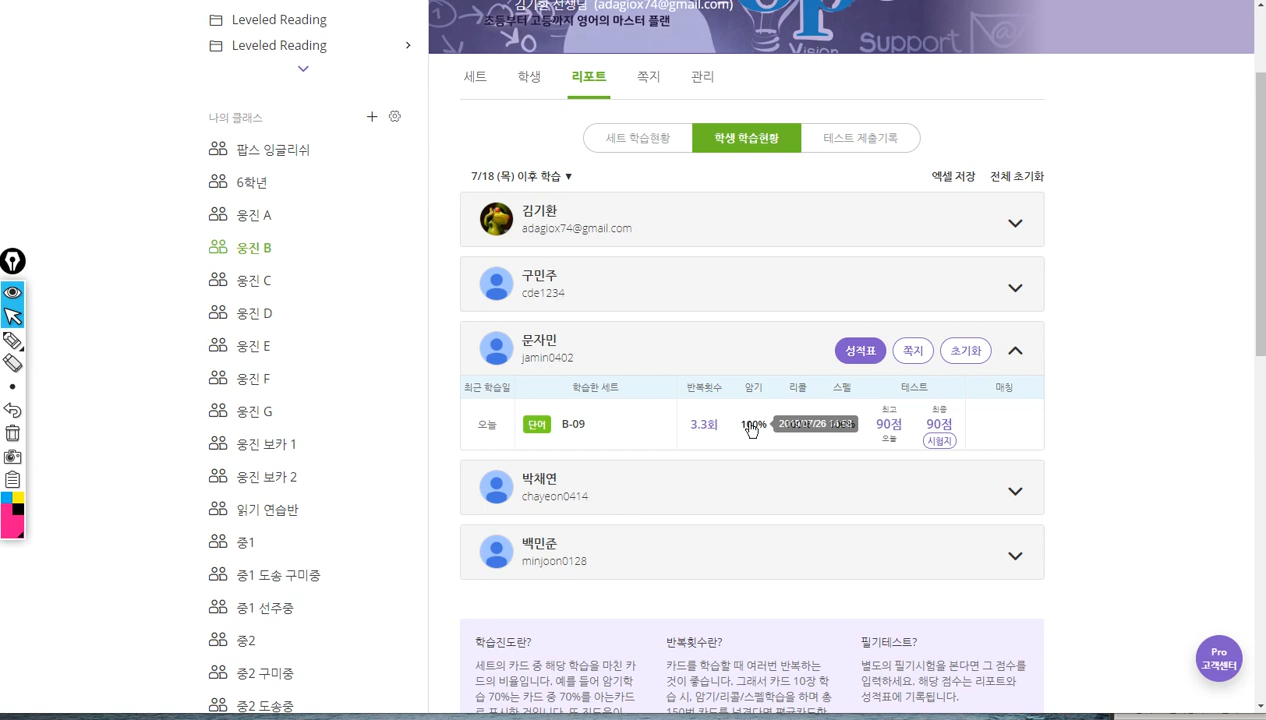 Leveled Reading
Leveled Reading
나의 클래스
팝스 잉글리쉬
6학년
웅진 A
웅진 B
웅진 C
웅진 D
웅진 E
웅진 F
웅진 G
웅진 보카 1
웅진 보카 2
읽기 연습반
중1
중1 도송 구미중
중1 선주중
중2
중2 구미중
중2 도송중
김기환 선생님 (adagiox74@gmail.com)
초등부터 고등까지 영어의 마스터 플랜
Vision
Support
세트 학생 리포트 쪽지 관리
세트 학습현황 학생 학습현황 테스트 제출기록
7/18 (목) 이후 학습 ▼ 엑셀 저장 전체 초기화
김기환
adagiox74@gmail.com
구민주
cde1234
문자민
jamin0402
성적표 쪽지 초기화
최근 학습일 학습한 세트 반복횟수 암기 리콜 스펠 테스트 매칭
오늘 단어 B-09 3.3회 100% 2019/07/26 최고 90점 오늘 최종 90점 시험지
박채연
chayeon0414
백민준
minjoon0128
학습진도란?
세트의 카드 중 해당 학습을 마친 카
드의 비율입니다. 예를 들어 암기학
습 70%는 카드 중 70%를 아는카드
반복횟수란?
카드를 학습할 때 여러번 반복하는
것이 좋습니다. 그래서 카드 10장 학
습 시, 암기/리콜/스펠학습을 하며 총
필기테스트?
별도의 필기시험을 본다면 그 점수를
입력하세요. 해당 점수는 리포트와
성적표에 기록됩니다.
Pro
고객센터